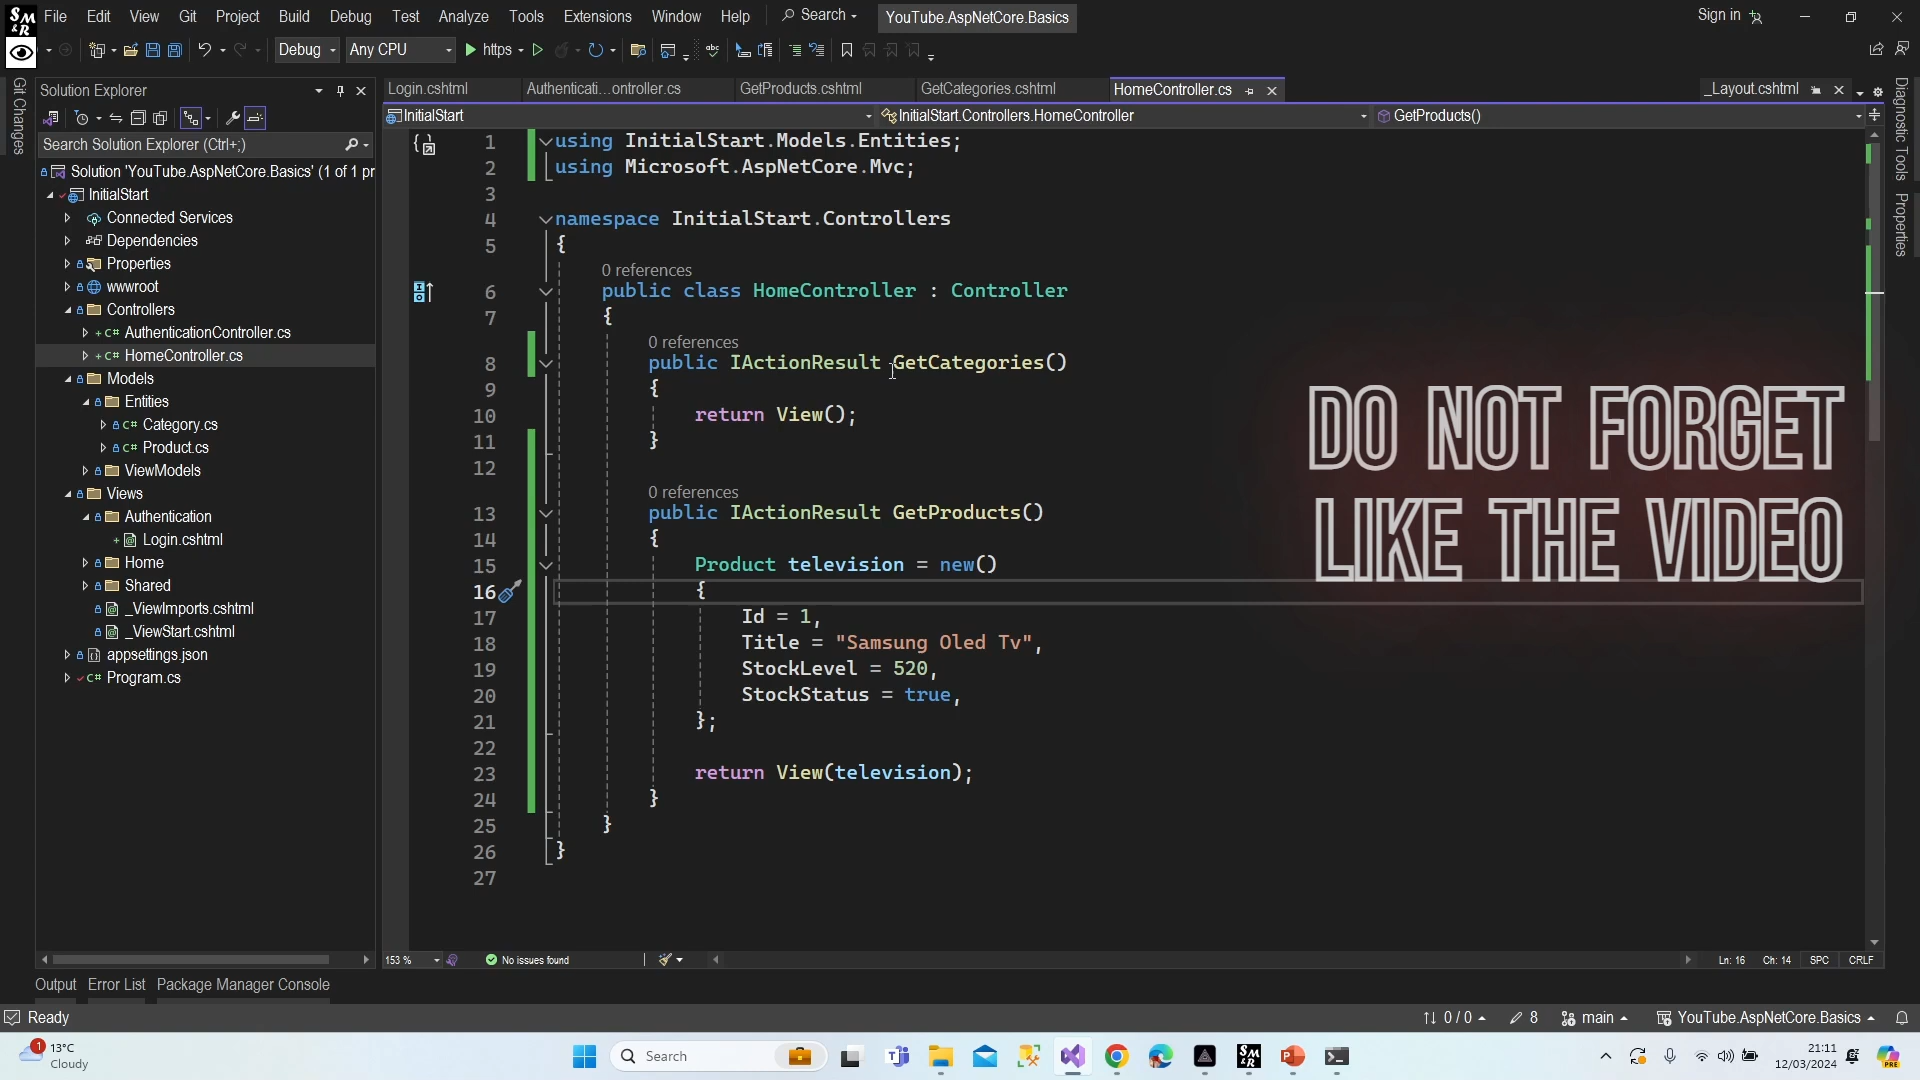 File Edit View Git Project Build Debug Test Analyze Tools Extensions Window Help Search YouTube.AspNetCore.Basics Sign in
Debug Any CPU https
Git Changes
Solution Explorer
Search Solution Explorer (Ctrl+;)
Solution 'YouTube.AspNetCore.Basics' (1 of 1 pr
InitialStart
Connected Services
Dependencies
Properties
wwwroot
Controllers
AuthenticationController.cs
HomeController.cs
Models
Entities
Category.cs
Product.cs
ViewModels
Views
Authentication
Login.cshtml
Home
Shared
_ViewImports.cshtml
_ViewStart.cshtml
appsettings.json
Program.cs
Login.cshtml Authenticati...ontroller.cs GetProducts.cshtml GetCategories.cshtml HomeController.cs _Layout.cshtml
InitialStart InitialStart.Controllers.HomeController GetProducts()
1 using InitialStart.Models.Entities;
2 using Microsoft.AspNetCore.Mvc;
3
4 namespace InitialStart.Controllers
5 {
0 references
6 public class HomeController : Controller
7 {
0 references
8 public IActionResult GetCategories()
9 {
10 return View();
11 }
12
0 references
13 public IActionResult GetProducts()
14 {
15 Product television = new()
16 {
17 Id = 1,
18 Title = "Samsung Oled Tv",
19 StockLevel = 520,
20 StockStatus = true,
21 };
22
23 return View(television);
24 }
25 }
26 }
27
DO NOT FORGET
LIKE THE VIDEO
Diagnostic Tools
Properties
153 % No issues found Ln: 16 Ch: 14 SPC CRLF
Output Error List Package Manager Console
Ready 0 / 0 8 main YouTube.AspNetCore.Basics
1 13°C
Cloudy
Search
21:11
12/03/2024